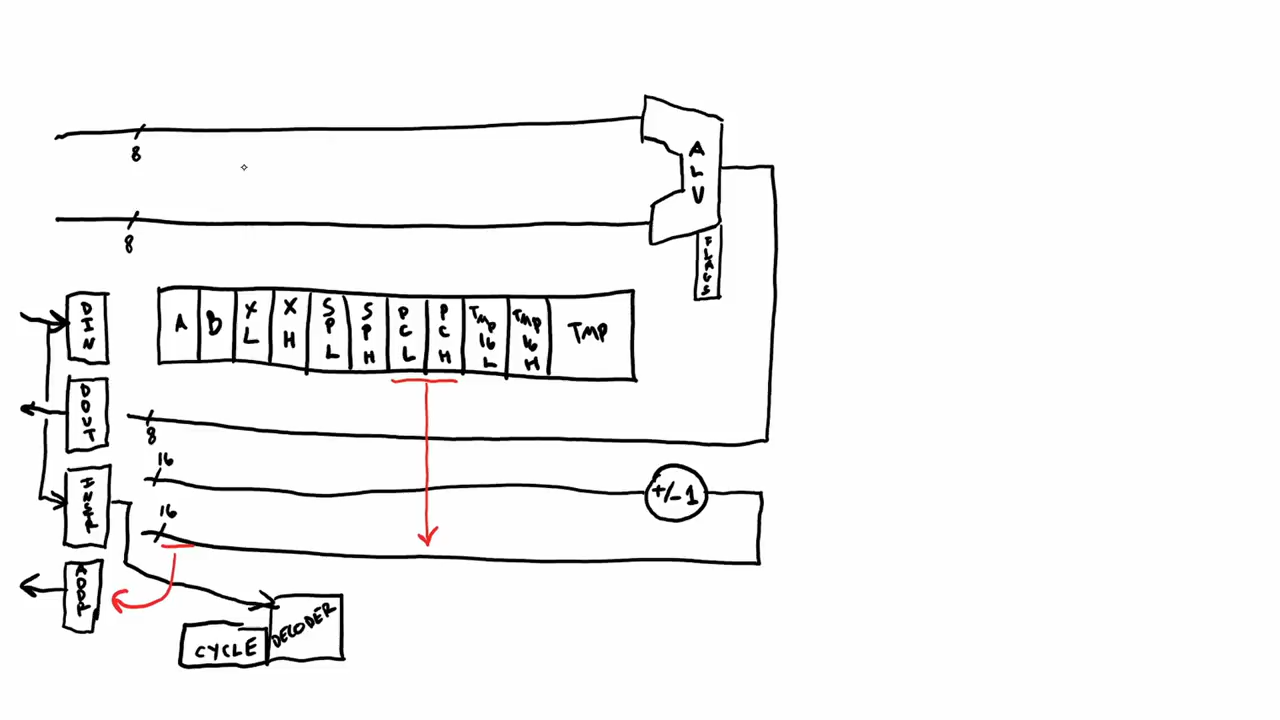 8
ALU
8
FLAGS
DIN
A
B
XL
XH
SPL
SPH
PCL
PCH
TMP16L
TMP16H
TMP
DOUT
8
16
+/-1
INSTR
16
DECODER
CYCLE